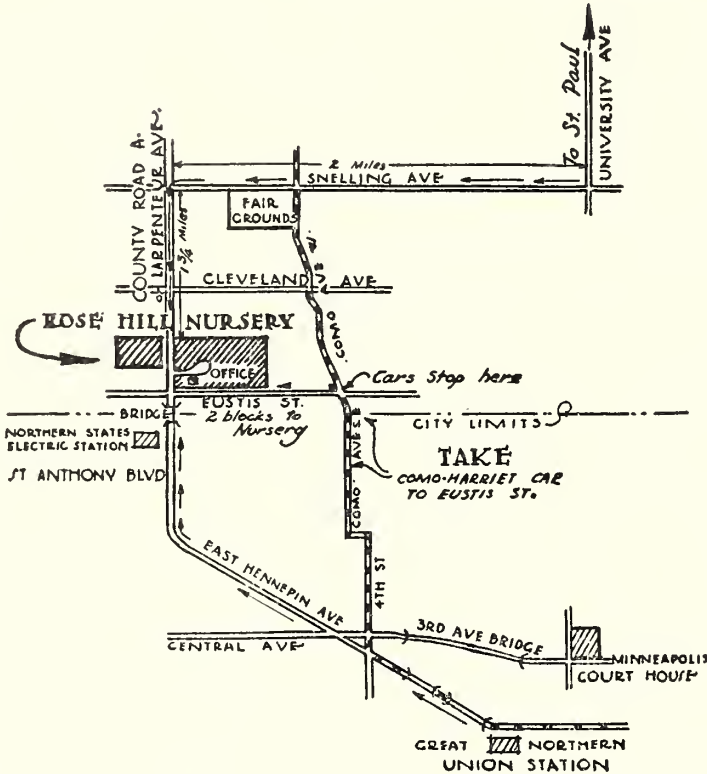 To St. Paul
UNIVERSITY AVE
2 Miles
SNELLING AVE
COUNTY ROAD A-2
or LARPENTEUR AVE.
1 3/4 Miles
FAIR
GROUNDS
CLEVELAND AVE
COMO AVE W.
ROSE HILL NURSERY
OFFICE
Cars Stop here
EUSTIS ST.
2 blocks to
Nursery
BRIDGE
CITY LIMITS
NORTHERN STATES
ELECTRIC STATION
ST ANTHONY BLVD
COMO AVE S E
TAKE
COMO-HARRIET CAR
TO EUSTIS ST.
EAST HENNEPIN AVE
4TH ST
3RD AVE BRIDGE
CENTRAL AVE
MINNEAPOLIS
COURT HOUSE
GREAT NORTHERN
UNION STATION